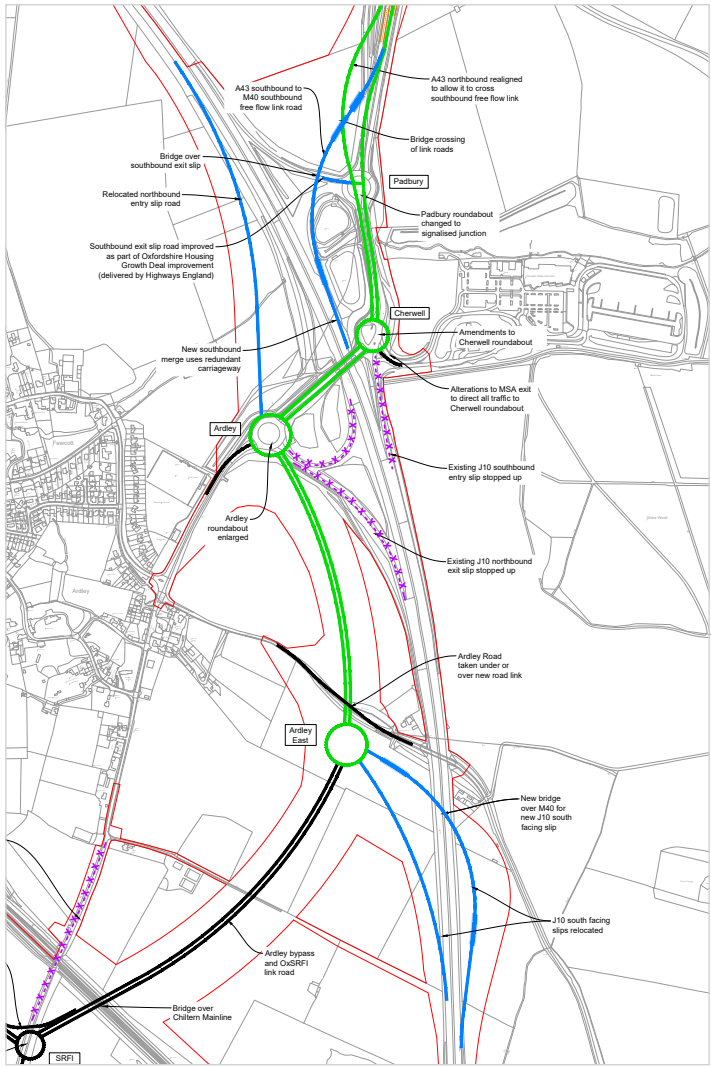 A43 southbound to
M40 southbound
free flow link road
A43 northbound realigned
to allow it to cross
southbound free flow link
Bridge crossing
of link roads
Bridge over
southbound exit slip
Padbury
Relocated northbound
entry slip road
Padbury roundabout
changed to
signalised junction
Southbound exit slip road improved
as part of Oxfordshire Housing
Growth Deal improvement
(delivered by Highways England)
Cherwell
Amendments to
Cherwell roundabout
New southbound
merge uses redundant
carriageway
Alterations to MSA exit
to direct all traffic to
Cherwell roundabout
Ardley
Fewcott
Existing J10 southbound
entry slip stopped up
Ardley
roundabout
enlarged
Existing J10 northbound
exit slip stopped up
Ardley
Ardley Road
taken under or
over new road link
Ardley
East
New bridge
over M40 for
new J10 south
facing slip
J10 south facing
slips relocated
Ardley bypass
and OxSRFI
link road
Bridge over
Chiltern Mainline
SRFI